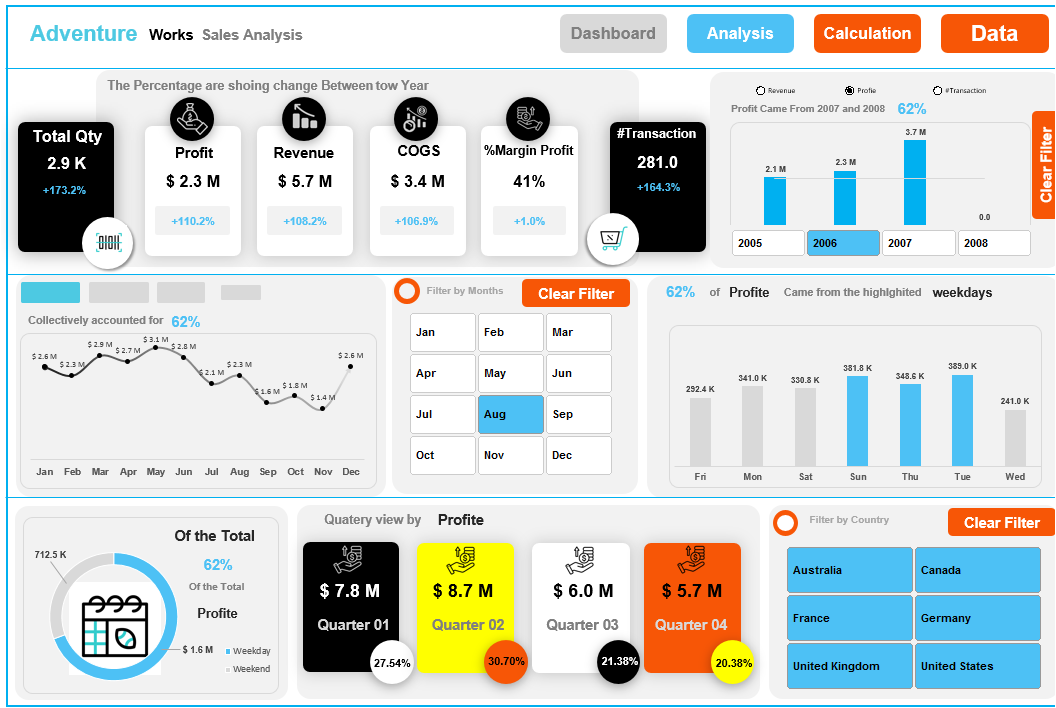 Adventure Works Sales Analysis
Dashboard
Analysis
Calculation
Data
The Percentage are shoing change Between tow Year
Total Qty
2.9 K
+173.2%
Profit
$ 2.3 M
+110.2%
Revenue
$ 5.7 M
+108.2%
COGS
$ 3.4 M
+106.9%
%Margin Profit
41%
+1.0%
#Transaction
281.0
+164.3%
Revenue
Profie
#Transaction
Profit Came From 2007 and 2008 62%
2.1 M
2.3 M
3.7 M
0.0
2005
2006
2007
2008
Clear Filter
Collectively accounted for 62%
$ 2.6 M
$ 2.3 M
$ 2.9 M
$ 2.7 M
$ 3.1 M
$ 2.8 M
$ 2.1 M
$ 2.3 M
$ 1.6 M
$ 1.8 M
$ 1.4 M
$ 2.6 M
Jan Feb Mar Apr May Jun Jul Aug Sep Oct Nov Dec
Filter by Months
Clear Filter
Jan Feb Mar
Apr May Jun
Jul Aug Sep
Oct Nov Dec
62% of Profite Came from the highlghited weekdays
292.4 K
341.0 K
330.8 K
381.8 K
348.6 K
389.0 K
241.0 K
Fri Mon Sat Sun Thu Tue Wed
Of the Total
62%
Of the Total
Profite
712.5 K
$ 1.6 M
Weekday
Weekend
Quatery view by Profite
$ 7.8 M
Quarter 01
27.54%
$ 8.7 M
Quarter 02
30.70%
$ 6.0 M
Quarter 03
21.38%
$ 5.7 M
Quarter 04
20.38%
Filter by Country
Clear Filter
Australia Canada
France Germany
United Kingdom United States